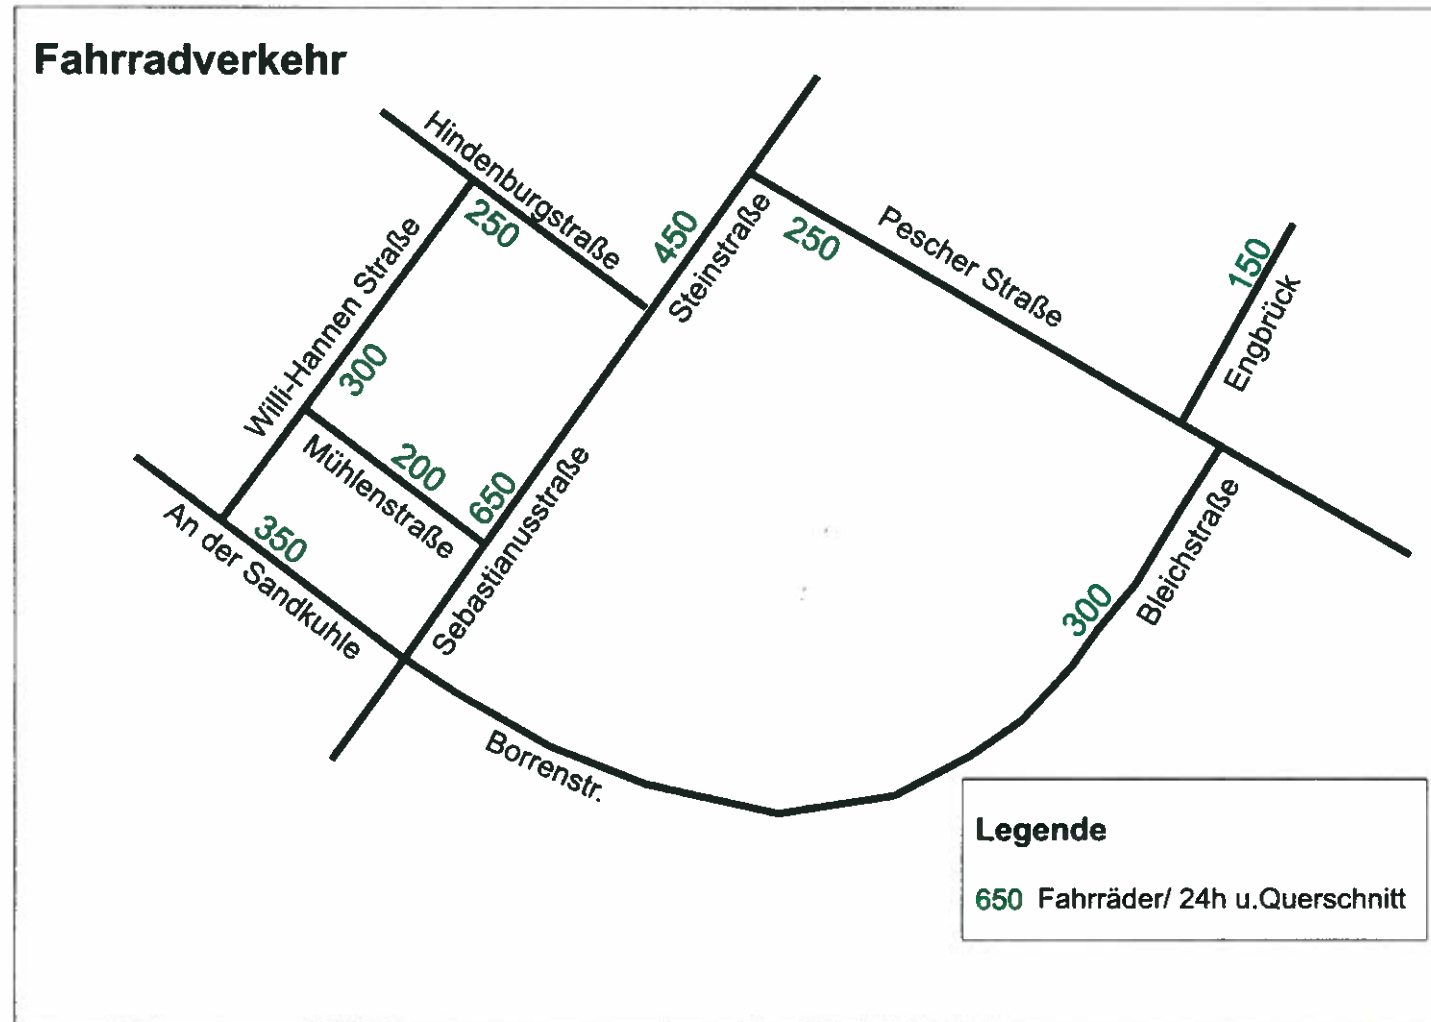 Fahrradverkehr
Hindenburgstraße
250
450
Steinstraße
250
Pescher Straße
150
Engbrück
Willi-Hannen Straße
300
Mühlenstraße
200
650
Sebastianusstraße
An der Sandkuhle
350
Borrenstr.
300
Bleichstraße
Legende
650 Fahrräder/ 24h u.Querschnitt